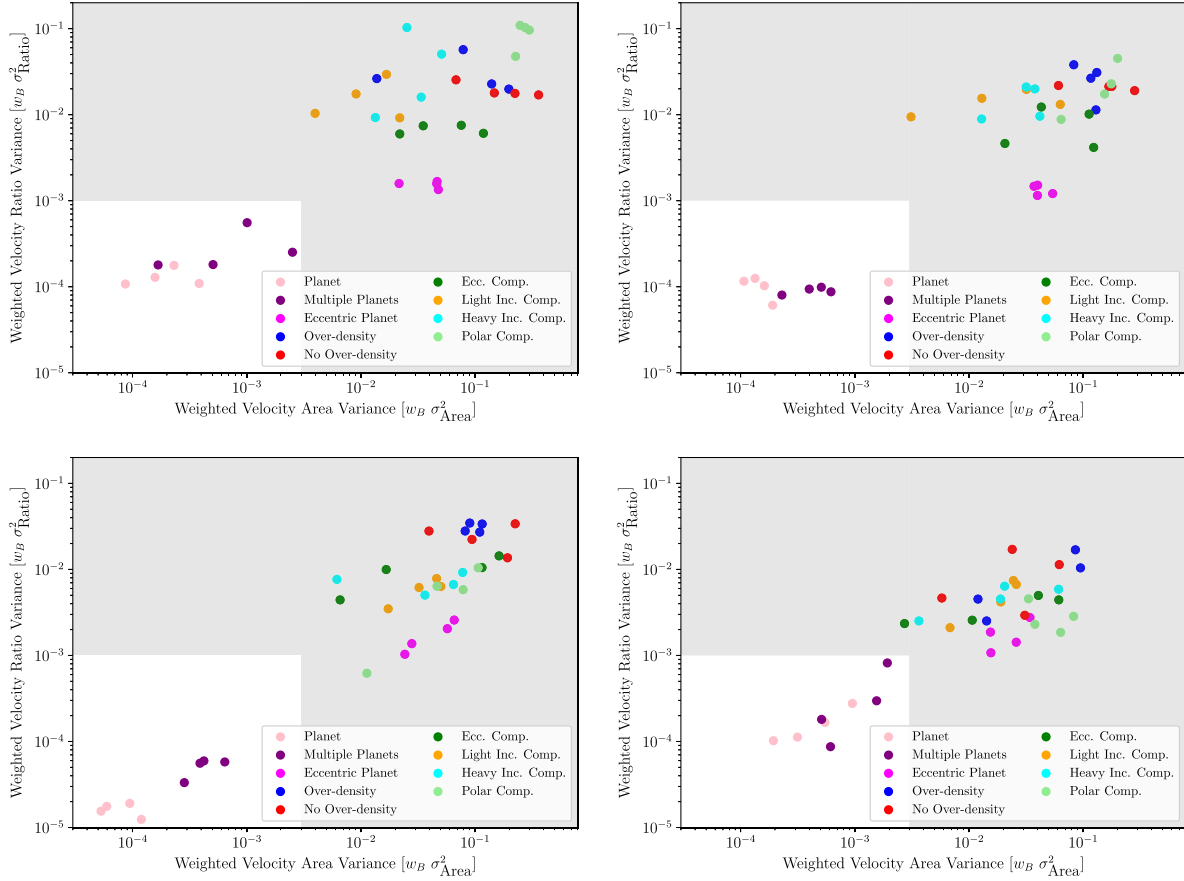 10⁻¹
10⁻²
10⁻³
10⁻⁴
10⁻⁵
Weighted Velocity Ratio Variance [w_B σ²_Ratio]
Planet
Multiple Planets
Eccentric Planet
Over-density
No Over-density
Ecc. Comp.
Light Inc. Comp.
Heavy Inc. Comp.
Polar Comp.
10⁻⁴
10⁻³
10⁻²
10⁻¹
Weighted Velocity Area Variance [w_B σ²_Area]
10⁻¹
10⁻²
10⁻³
10⁻⁴
10⁻⁵
Weighted Velocity Ratio Variance [w_B σ²_Ratio]
Planet
Multiple Planets
Eccentric Planet
Over-density
No Over-density
Ecc. Comp.
Light Inc. Comp.
Heavy Inc. Comp.
Polar Comp.
10⁻⁴
10⁻³
10⁻²
10⁻¹
Weighted Velocity Area Variance [w_B σ²_Area]
10⁻¹
10⁻²
10⁻³
10⁻⁴
10⁻⁵
Weighted Velocity Ratio Variance [w_B σ²_Ratio]
Planet
Multiple Planets
Eccentric Planet
Over-density
No Over-density
Ecc. Comp.
Light Inc. Comp.
Heavy Inc. Comp.
Polar Comp.
10⁻⁴
10⁻³
10⁻²
10⁻¹
Weighted Velocity Area Variance [w_B σ²_Area]
10⁻¹
10⁻²
10⁻³
10⁻⁴
10⁻⁵
Weighted Velocity Ratio Variance [w_B σ²_Ratio]
Planet
Multiple Planets
Eccentric Planet
Over-density
No Over-density
Ecc. Comp.
Light Inc. Comp.
Heavy Inc. Comp.
Polar Comp.
10⁻⁴
10⁻³
10⁻²
10⁻¹
Weighted Velocity Area Variance [w_B σ²_Area]